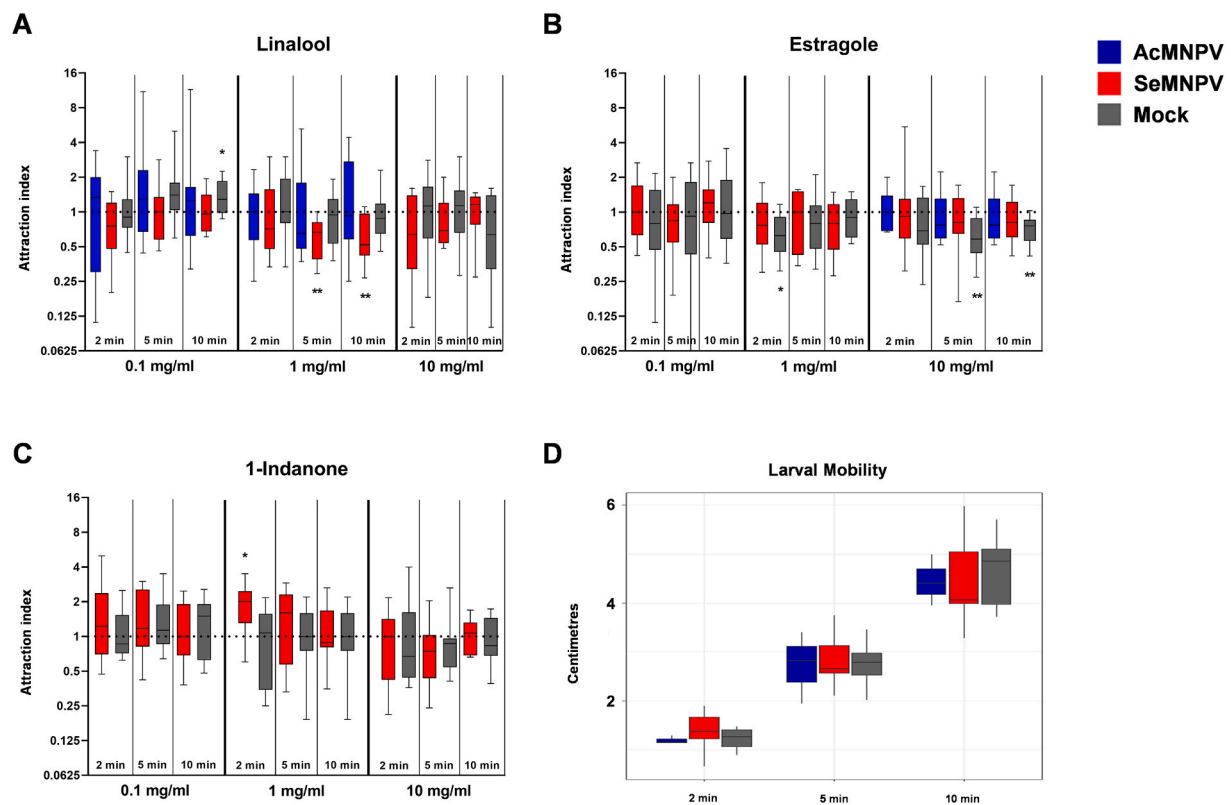 A
Linalool
Attraction index
16
8
4
2
1
0.5
0.25
0.125
0.0625
*
**
**
2 min 5 min 10 min 2 min 5 min 10 min 2 min 5 min 10 min
0.1 mg/ml 1 mg/ml 10 mg/ml
B
Estragole
Attraction index
16
8
4
2
1
0.5
0.25
0.125
0.0625
*
**
**
2 min 5 min 10 min 2 min 5 min 10 min 2 min 5 min 10 min
0.1 mg/ml 1 mg/ml 10 mg/ml
AcMNPV
SeMNPV
Mock
C
1-Indanone
Attraction index
16
8
4
2
1
0.5
0.25
0.125
0.0625
*
2 min 5 min 10 min 2 min 5 min 10 min 2 min 5 min 10 min
0.1 mg/ml 1 mg/ml 10 mg/ml
D
Larval Mobility
Centimetres
6
4
2
2 min 5 min 10 min